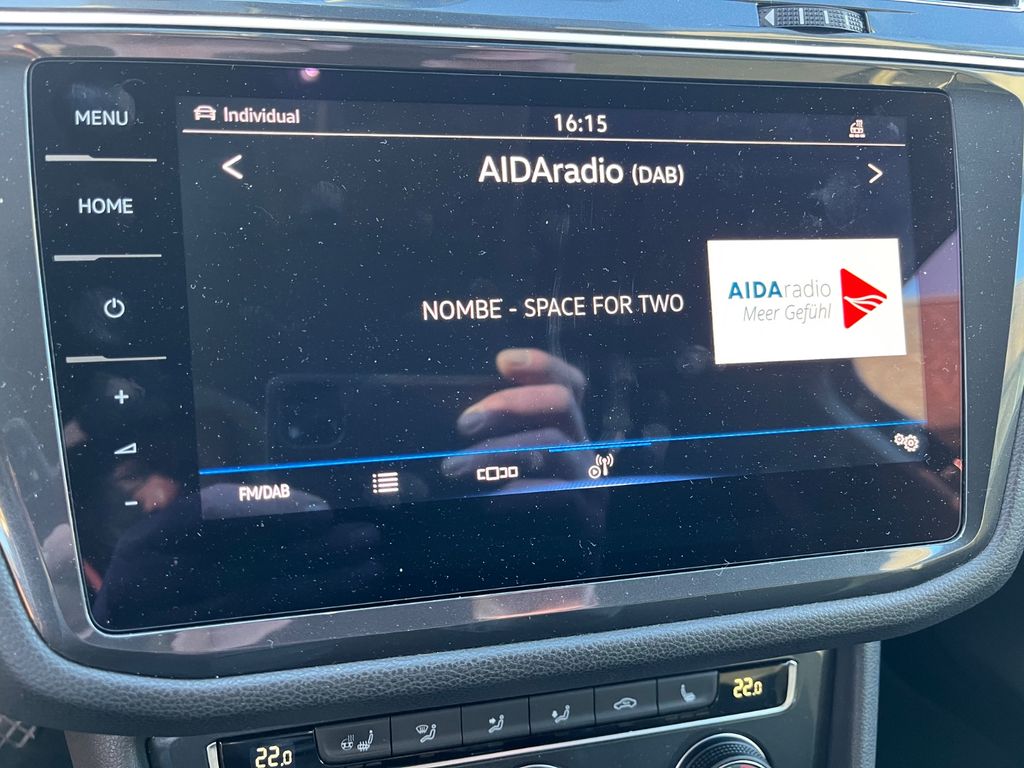 MENU
Individual
16:15
AIDAradio (DAB)
<
>
HOME
NOMBE - SPACE FOR TWO
AIDAradio
Meer Gefühl
+
-
FM/DAB
22.0
22.0